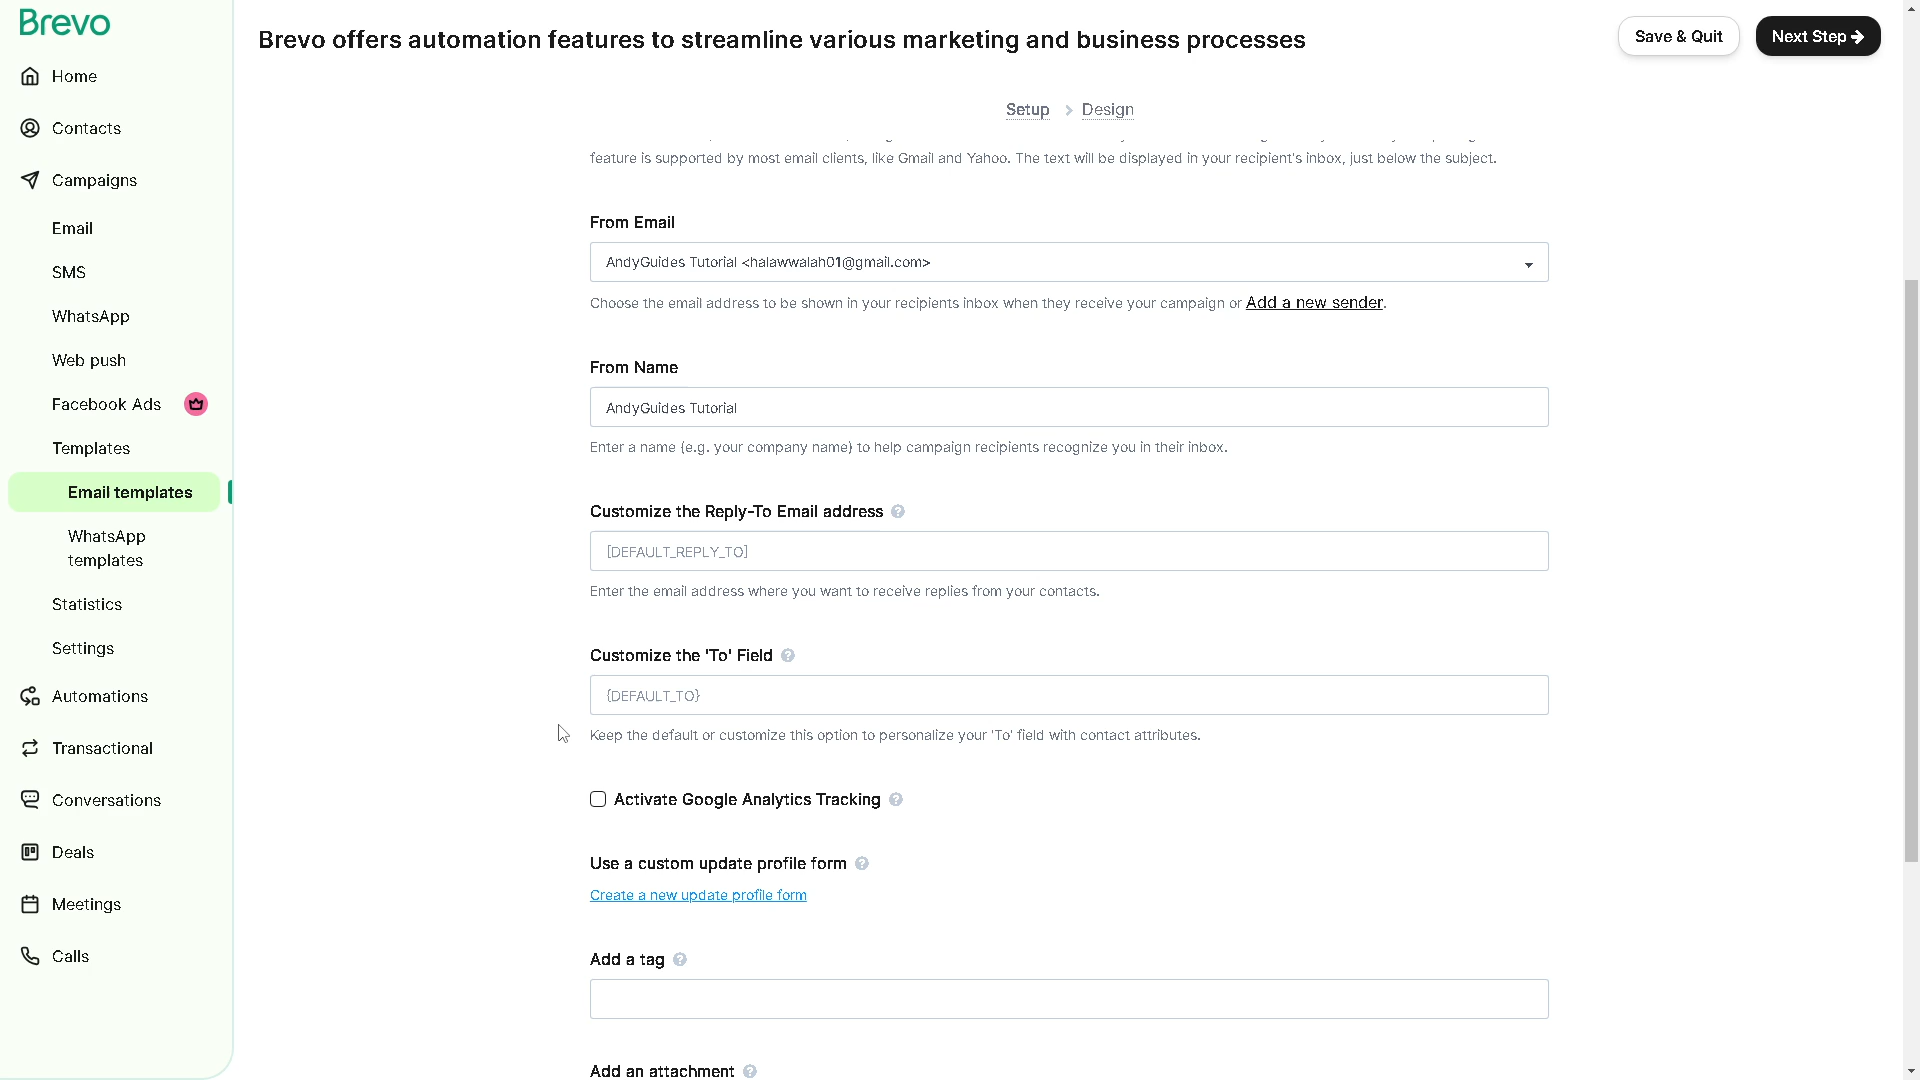 Brevo
Brevo offers automation features to streamline various marketing and business processes
Save & Quit
Next Step
Home
Contacts
Campaigns
Email
SMS
WhatsApp
Web push
Facebook Ads
Templates
Email templates
WhatsApp
templates
Statistics
Settings
Automations
Transactional
Conversations
Deals
Meetings
Calls
Setup
Design
feature is supported by most email clients, like Gmail and Yahoo. The text will be displayed in your recipient's inbox, just below the subject.
From Email
AndyGuides Tutorial <halawwalah01@gmail.com>
Choose the email address to be shown in your recipients inbox when they receive your campaign or Add a new sender.
From Name
AndyGuides Tutorial
Enter a name (e.g. your company name) to help campaign recipients recognize you in their inbox.
Customize the Reply-To Email address
[DEFAULT_REPLY_TO]
Enter the email address where you want to receive replies from your contacts.
Customize the 'To' Field
{DEFAULT_TO}
Keep the default or customize this option to personalize your 'To' field with contact attributes.
Activate Google Analytics Tracking
Use a custom update profile form
Create a new update profile form
Add a tag
Add an attachment